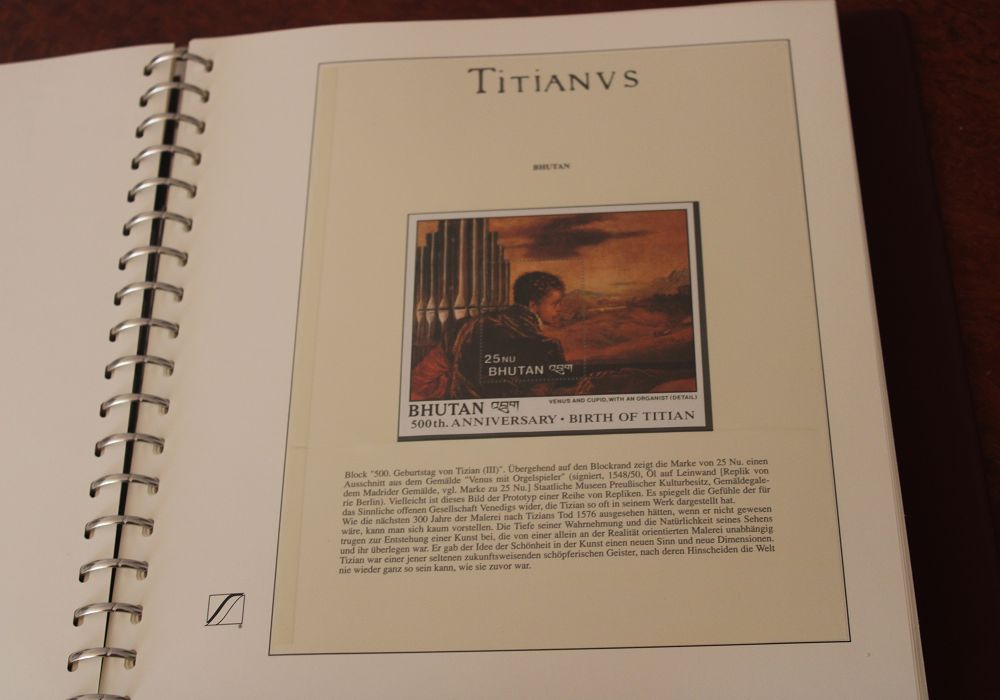 TITIANVS
BHUTAN
25NU
BHUTAN འབྲུག
VENUS AND CUPID, WITH AN ORGANIST (DETAIL)
BHUTAN འབྲུག
500th. ANNIVERSARY • BIRTH OF TITIAN
Block "500. Geburtstag von Tizian (III)". Übergehend auf den Blockrand zeigt die Marke von 25 Nu. einen
Ausschnitt aus dem Gemälde "Venus mit Orgelspieler" (signiert, 1548/50, Öl auf Leinwand [Replik von
dem Madrider Gemälde, vgl. Marke zu 25 Nu.] Staatliche Museen Preußischer Kulturbesitz, Gemäldegale-
rie Berlin). Vielleicht ist dieses Bild der Prototyp einer Reihe von Repliken. Es spiegelt die Gefühle der für
das Sinnliche offenen Gesellschaft Venedigs wider, die Tizian so oft in seinem Werk dargestellt hat.
Wie die nächsten 300 Jahre der Malerei nach Tizians Tod 1576 ausgesehen hätten, wenn er nicht gewesen
wäre, kann man sich kaum vorstellen. Die Tiefe seiner Wahrnehmung und die Natürlichkeit seines Sehens
trugen zur Entstehung einer Kunst bei, die von einer allein an der Realität orientierten Malerei unabhängig
und ihr überlegen war. Er gab der Idee der Schönheit in der Kunst einen neuen Sinn und neue Dimensionen.
Tizian war einer jener seltenen zukunftsweisenden schöpferischen Geister, nach deren Hinscheiden die Welt
nie wieder ganz so sein kann, wie sie zuvor war.